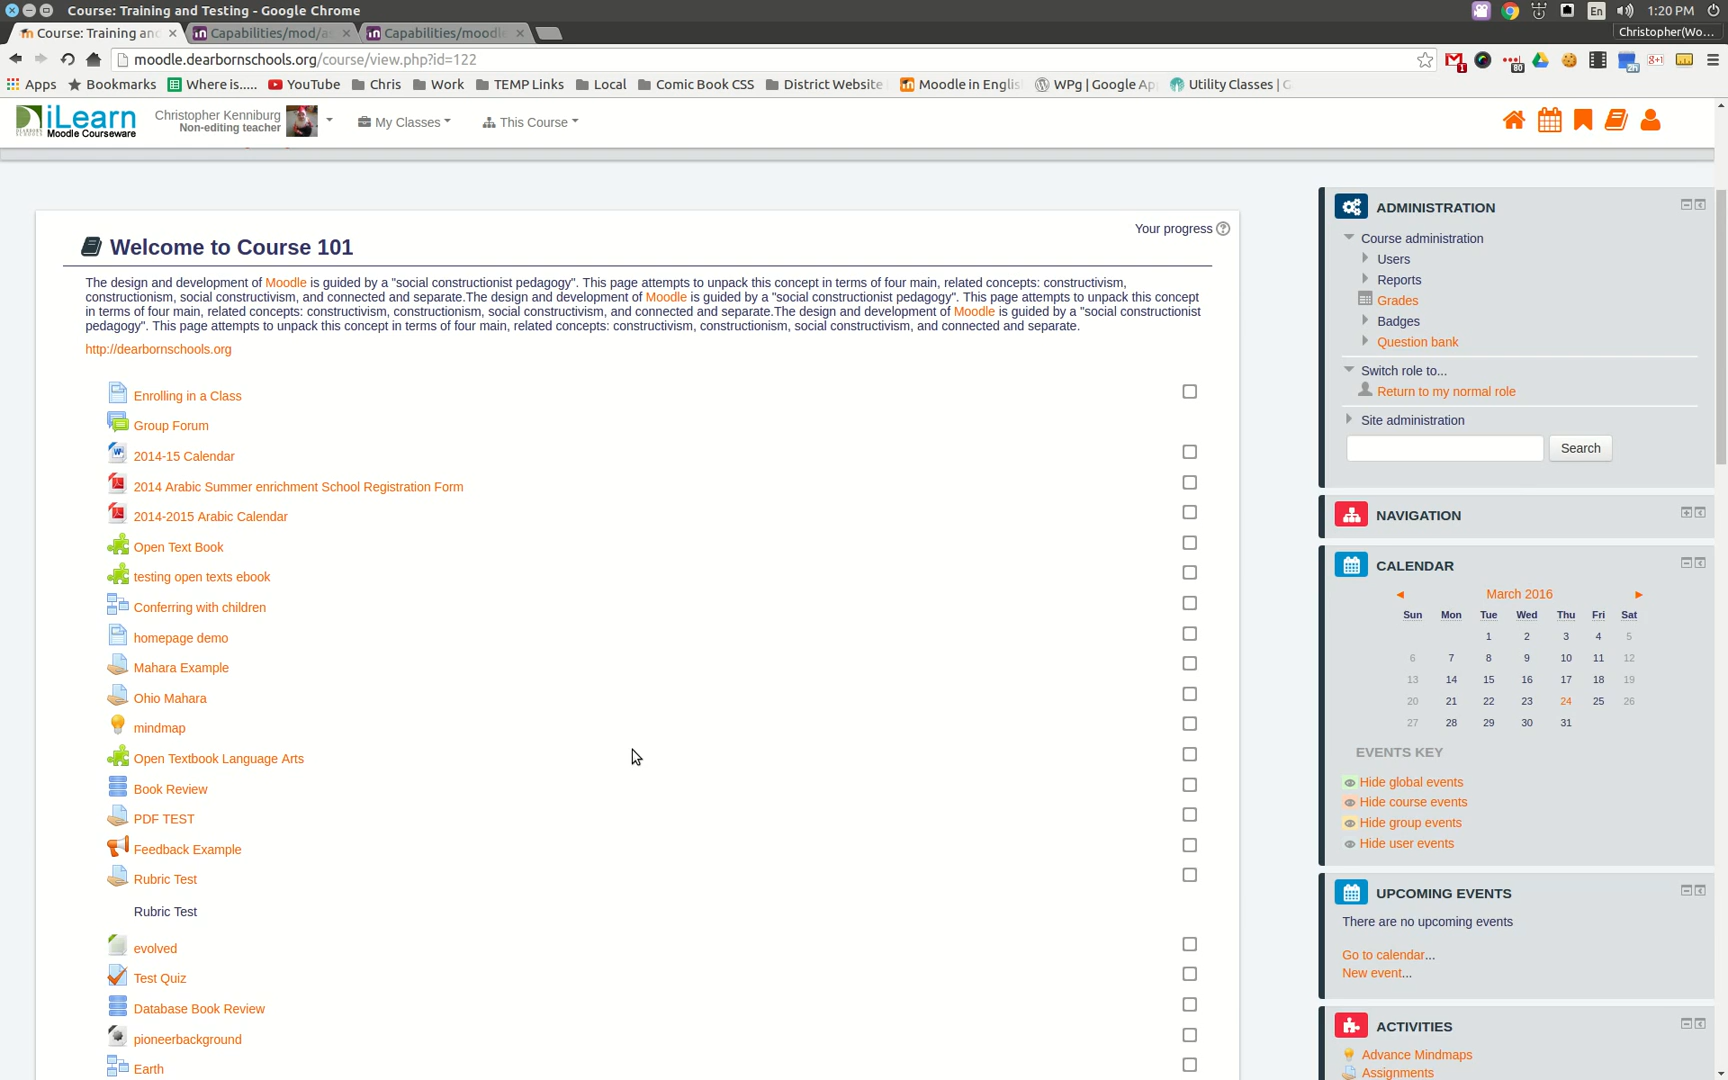 Course: Training and Testing - Google Chrome
En
1:20 PM
Course: Training and
Capabilities/mod/as
Capabilities/moodle
Christopher(Wo...
moodle.dearbornschools.org/course/view.php?id=122
Apps
Bookmarks
Where is.....
YouTube
Chris
Work
TEMP Links
Local
Comic Book CSS
District Website
Moodle in Englis
WPg | Google Ap
Utility Classes | G
iLearn
Moodle Courseware
Christopher Kenniburg
Non-editing teacher
My Classes
This Course
Your progress
Welcome to Course 101
The design and development of Moodle is guided by a "social constructionist pedagogy". This page attempts to unpack this concept in terms of four main, related concepts: constructivism,
constructionism, social constructivism, and connected and separate.The design and development of Moodle is guided by a "social constructionist pedagogy". This page attempts to unpack this concept
in terms of four main, related concepts: constructivism, constructionism, social constructivism, and connected and separate.The design and development of Moodle is guided by a "social constructionist
pedagogy". This page attempts to unpack this concept in terms of four main, related concepts: constructivism, constructionism, social constructivism, and connected and separate.
http://dearbornschools.org
Enrolling in a Class
Group Forum
2014-15 Calendar
2014 Arabic Summer enrichment School Registration Form
2014-2015 Arabic Calendar
Open Text Book
testing open texts ebook
Conferring with children
homepage demo
Mahara Example
Ohio Mahara
mindmap
Open Textbook Language Arts
Book Review
PDF TEST
Feedback Example
Rubric Test
Rubric Test
evolved
Test Quiz
Database Book Review
pioneerbackground
Earth
ADMINISTRATION
Course administration
Users
Reports
Grades
Badges
Question bank
Switch role to...
Return to my normal role
Site administration
Search
NAVIGATION
CALENDAR
◄ March 2016 ►
Sun Mon Tue Wed Thu Fri Sat
1 2 3 4 5
6 7 8 9 10 11 12
13 14 15 16 17 18 19
20 21 22 23 24 25 26
27 28 29 30 31
EVENTS KEY
Hide global events
Hide course events
Hide group events
Hide user events
UPCOMING EVENTS
There are no upcoming events
Go to calendar...
New event...
ACTIVITIES
Advance Mindmaps
Assignments